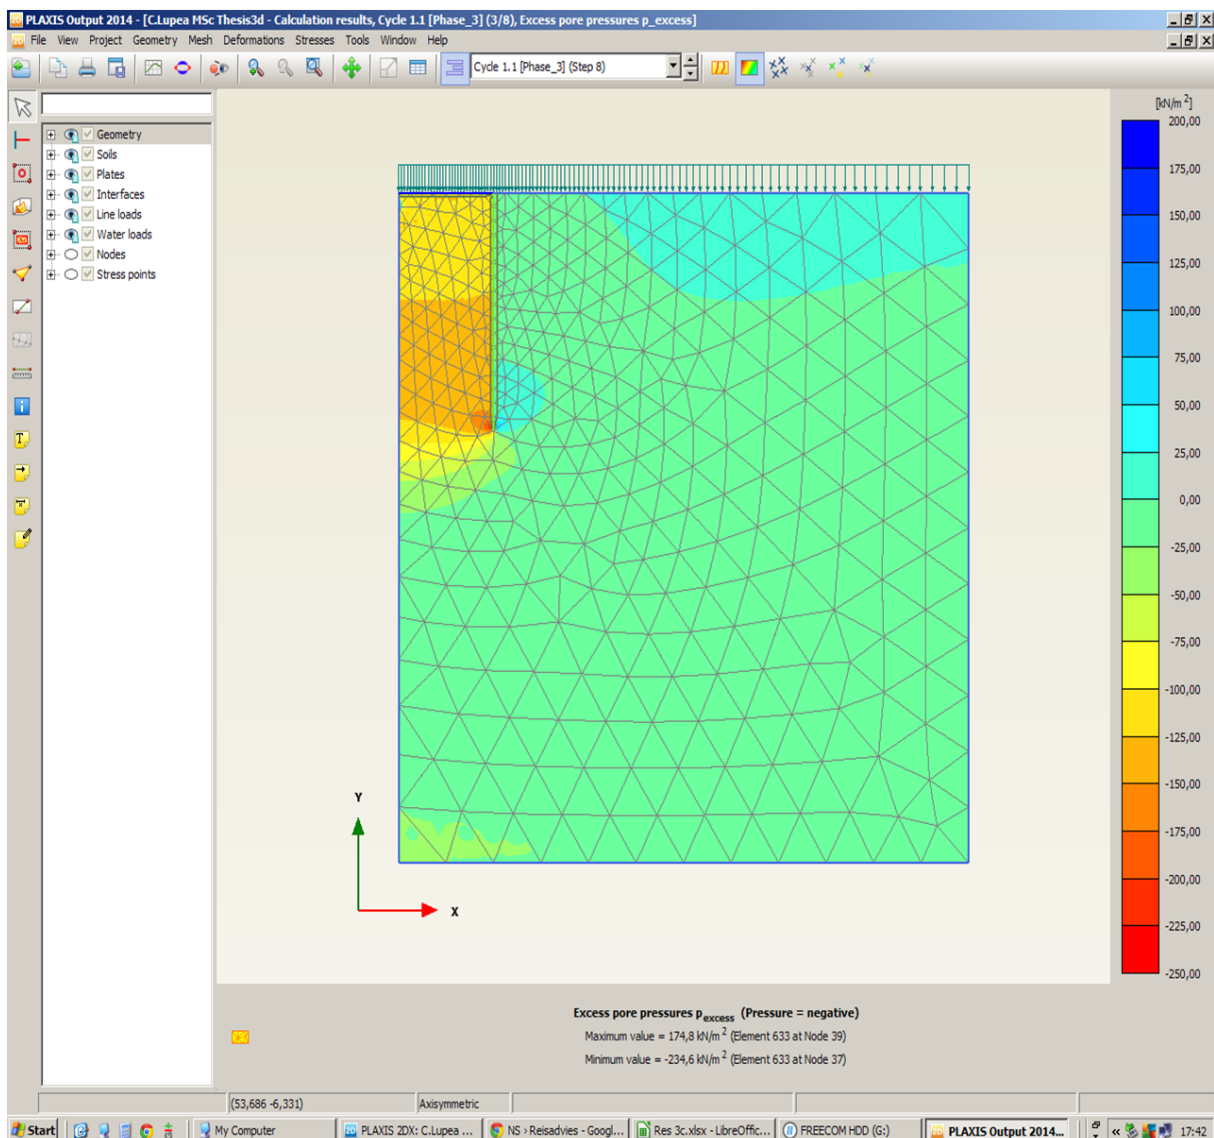 PLAXIS Output 2014 - [C.Lupea MSc Thesis3d - Calculation results, Cycle 1.1 [Phase_3] (3/8), Excess pore pressures p_excess]
File View Project Geometry Mesh Deformations Stresses Tools Window Help
Cycle 1.1 [Phase_3] (Step 8)
Geometry
Soils
Plates
Interfaces
Line loads
Water loads
Nodes
Stress points
[kN/m²]
200,00
175,00
150,00
125,00
100,00
75,00
50,00
25,00
0,00
-25,00
-50,00
-75,00
-100,00
-125,00
-150,00
-175,00
-200,00
-225,00
-250,00
Y
X
Excess pore pressures p_excess (Pressure = negative)
Maximum value = 174,8 kN/m² (Element 633 at Node 39)
Minimum value = -234,6 kN/m² (Element 633 at Node 37)
(53,686 -6,331) Axisymmetric
Start My Computer PLAXIS 2DX: C.Lupea ... NS › Reisadvies - Googl... Res 3c.xlsx - LibreOffic... FREECOM HDD (G:) PLAXIS Output 2014... « 17:42